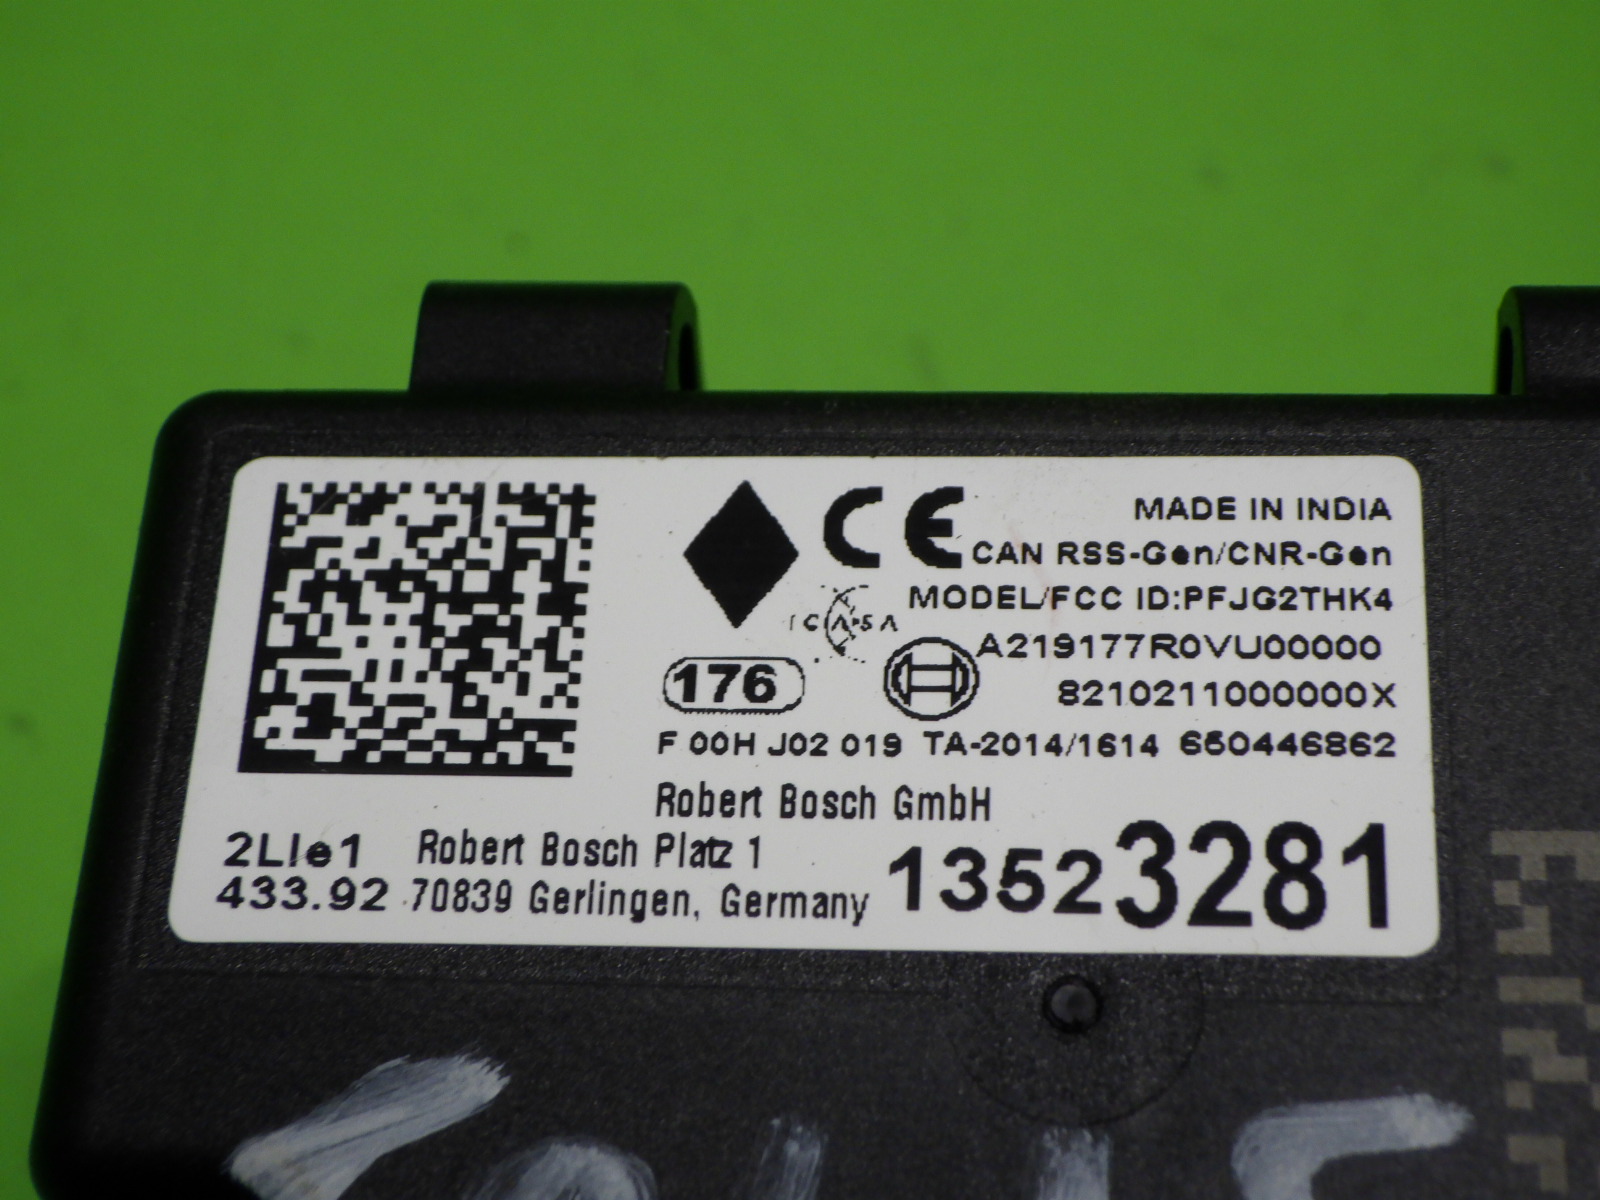 CE MADE IN INDIA
CAN RSS-Gen/CNR-Gen
MODEL/FCC ID:PFJG2THK4
ICASA
A219177R0VU00000
176
8210211000000X
F 00H J02 019 TA-2014/1614 650446862
Robert Bosch GmbH
2LIe1 Robert Bosch Platz 1
433.92 70839 Gerlingen, Germany
13523281